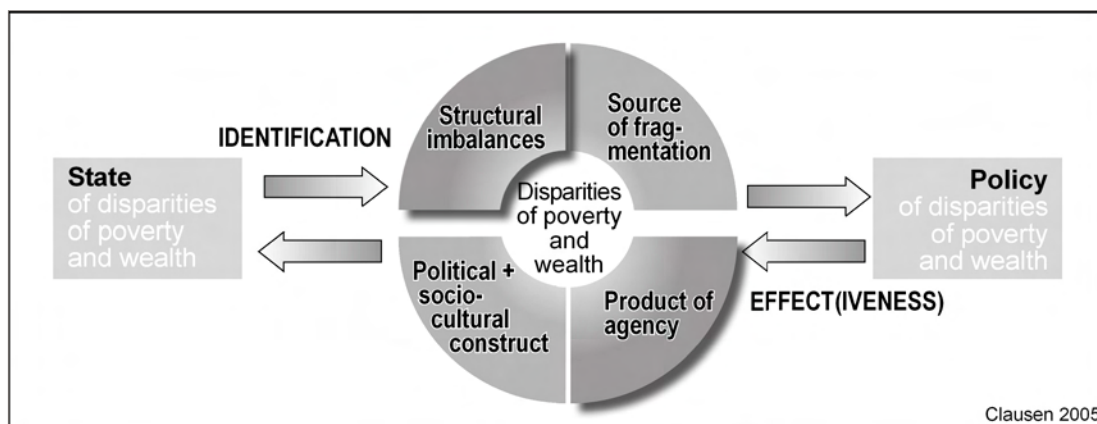 IDENTIFICATION
State
of disparities
of poverty
and wealth
Structural
imbalances
Source
of frag-
mentation
Disparities
of poverty
and
wealth
Political +
socio-
cultural
construct
Product of
agency
Policy
of disparities
of poverty
and wealth
EFFECT(IVENESS)
Clausen 2005